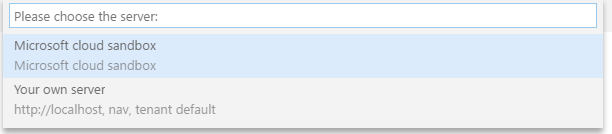 Please choose the server:
Microsoft cloud sandbox
Microsoft cloud sandbox
Your own server
http://localhost, nav, tenant default